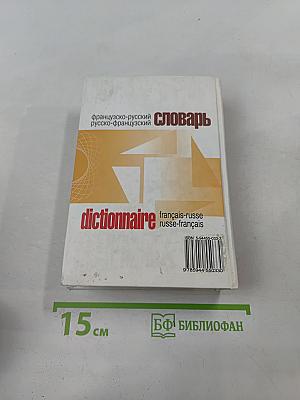 французско-русский
русско-французский
словарь
dictionnaire
français-russe
russe-français
15 см
БФ БИБЛИОФАН